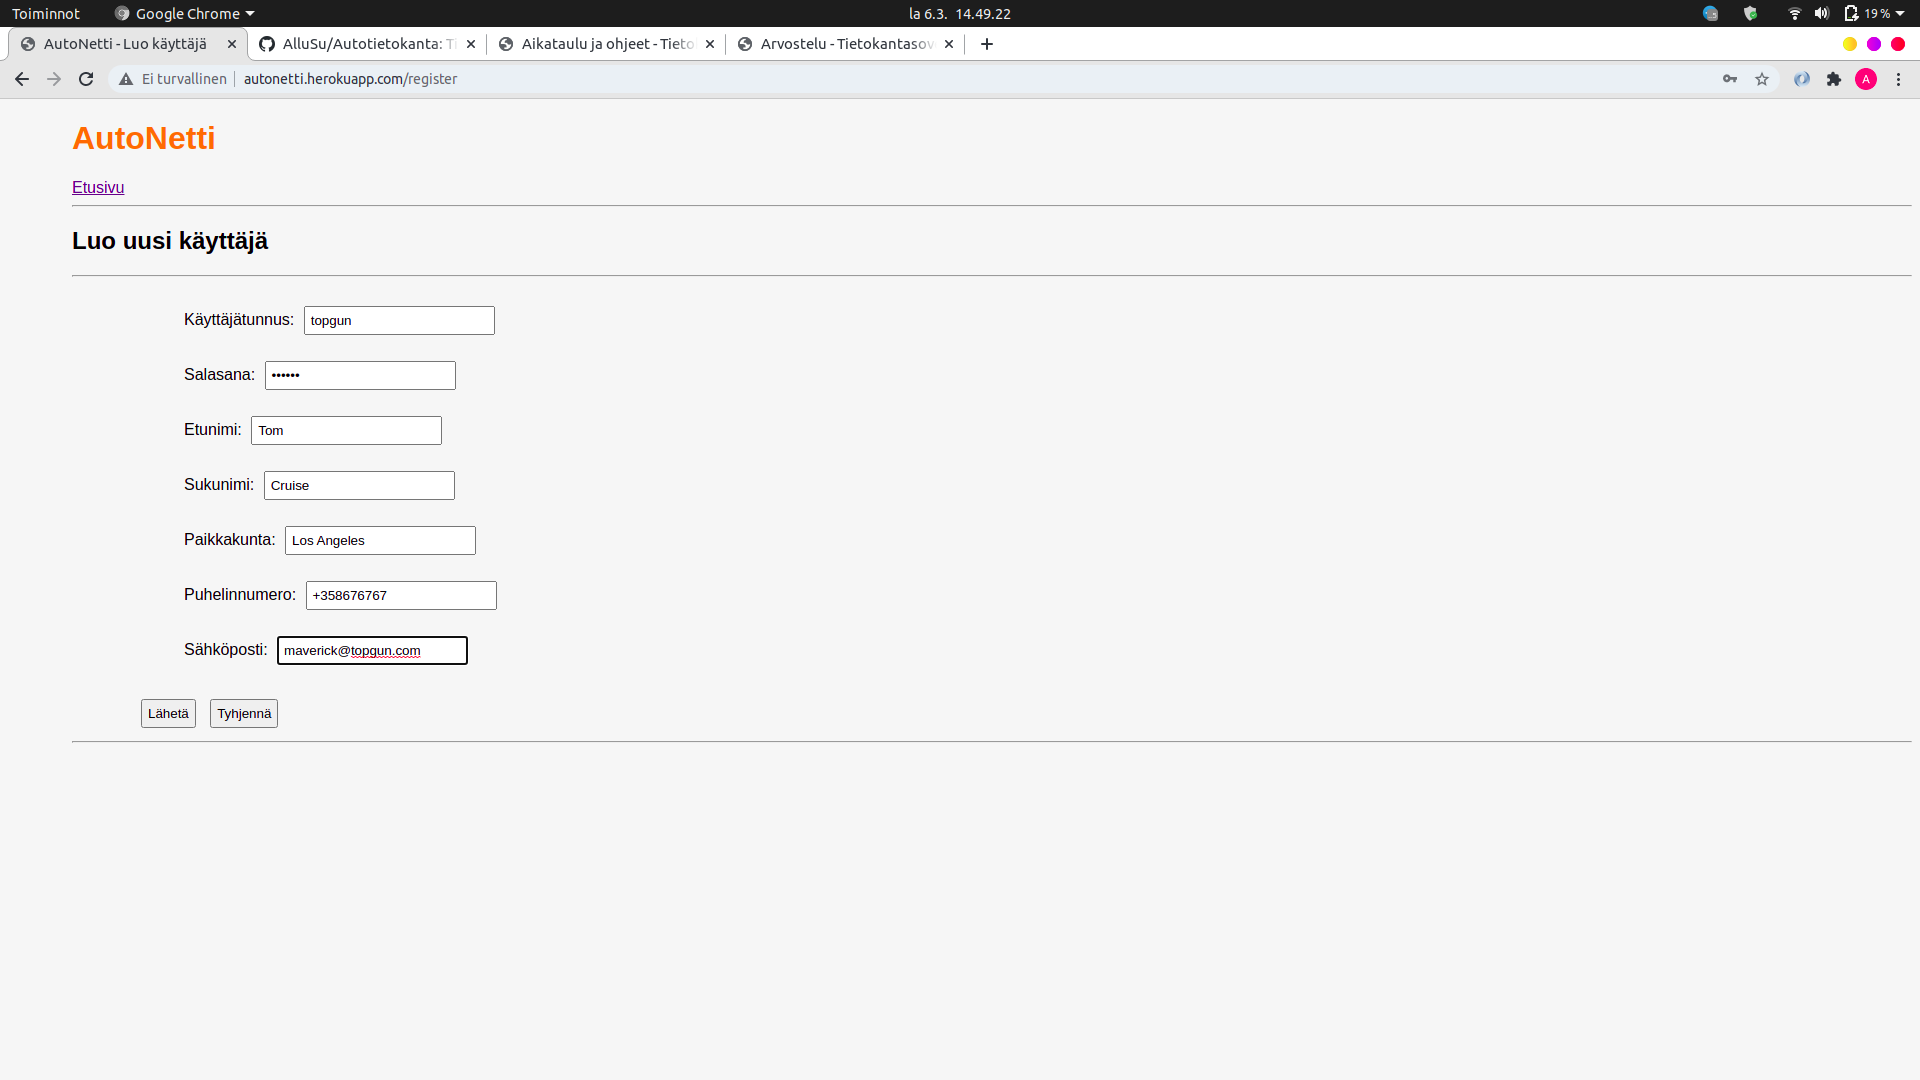 Toiminnot Google Chrome la 6.3. 14.49.22 19 %
AutoNetti - Luo käyttäjä AlluSu/Autotietokanta: Aikataulu ja ohjeet - Arvostelu -
Ei turvallinen autonetti.herokuapp.com/register A
AutoNetti
Etusivu
Luo uusi käyttäjä
Käyttäjätunnus: topgun
Salasana: ••••••
Etunimi: Tom
Sukunimi: Cruise
Paikkakunta: Los Angeles
Puhelinnumero: +358676767
Sähköposti: maverick@topgun.com
Lähetä Tyhjennä